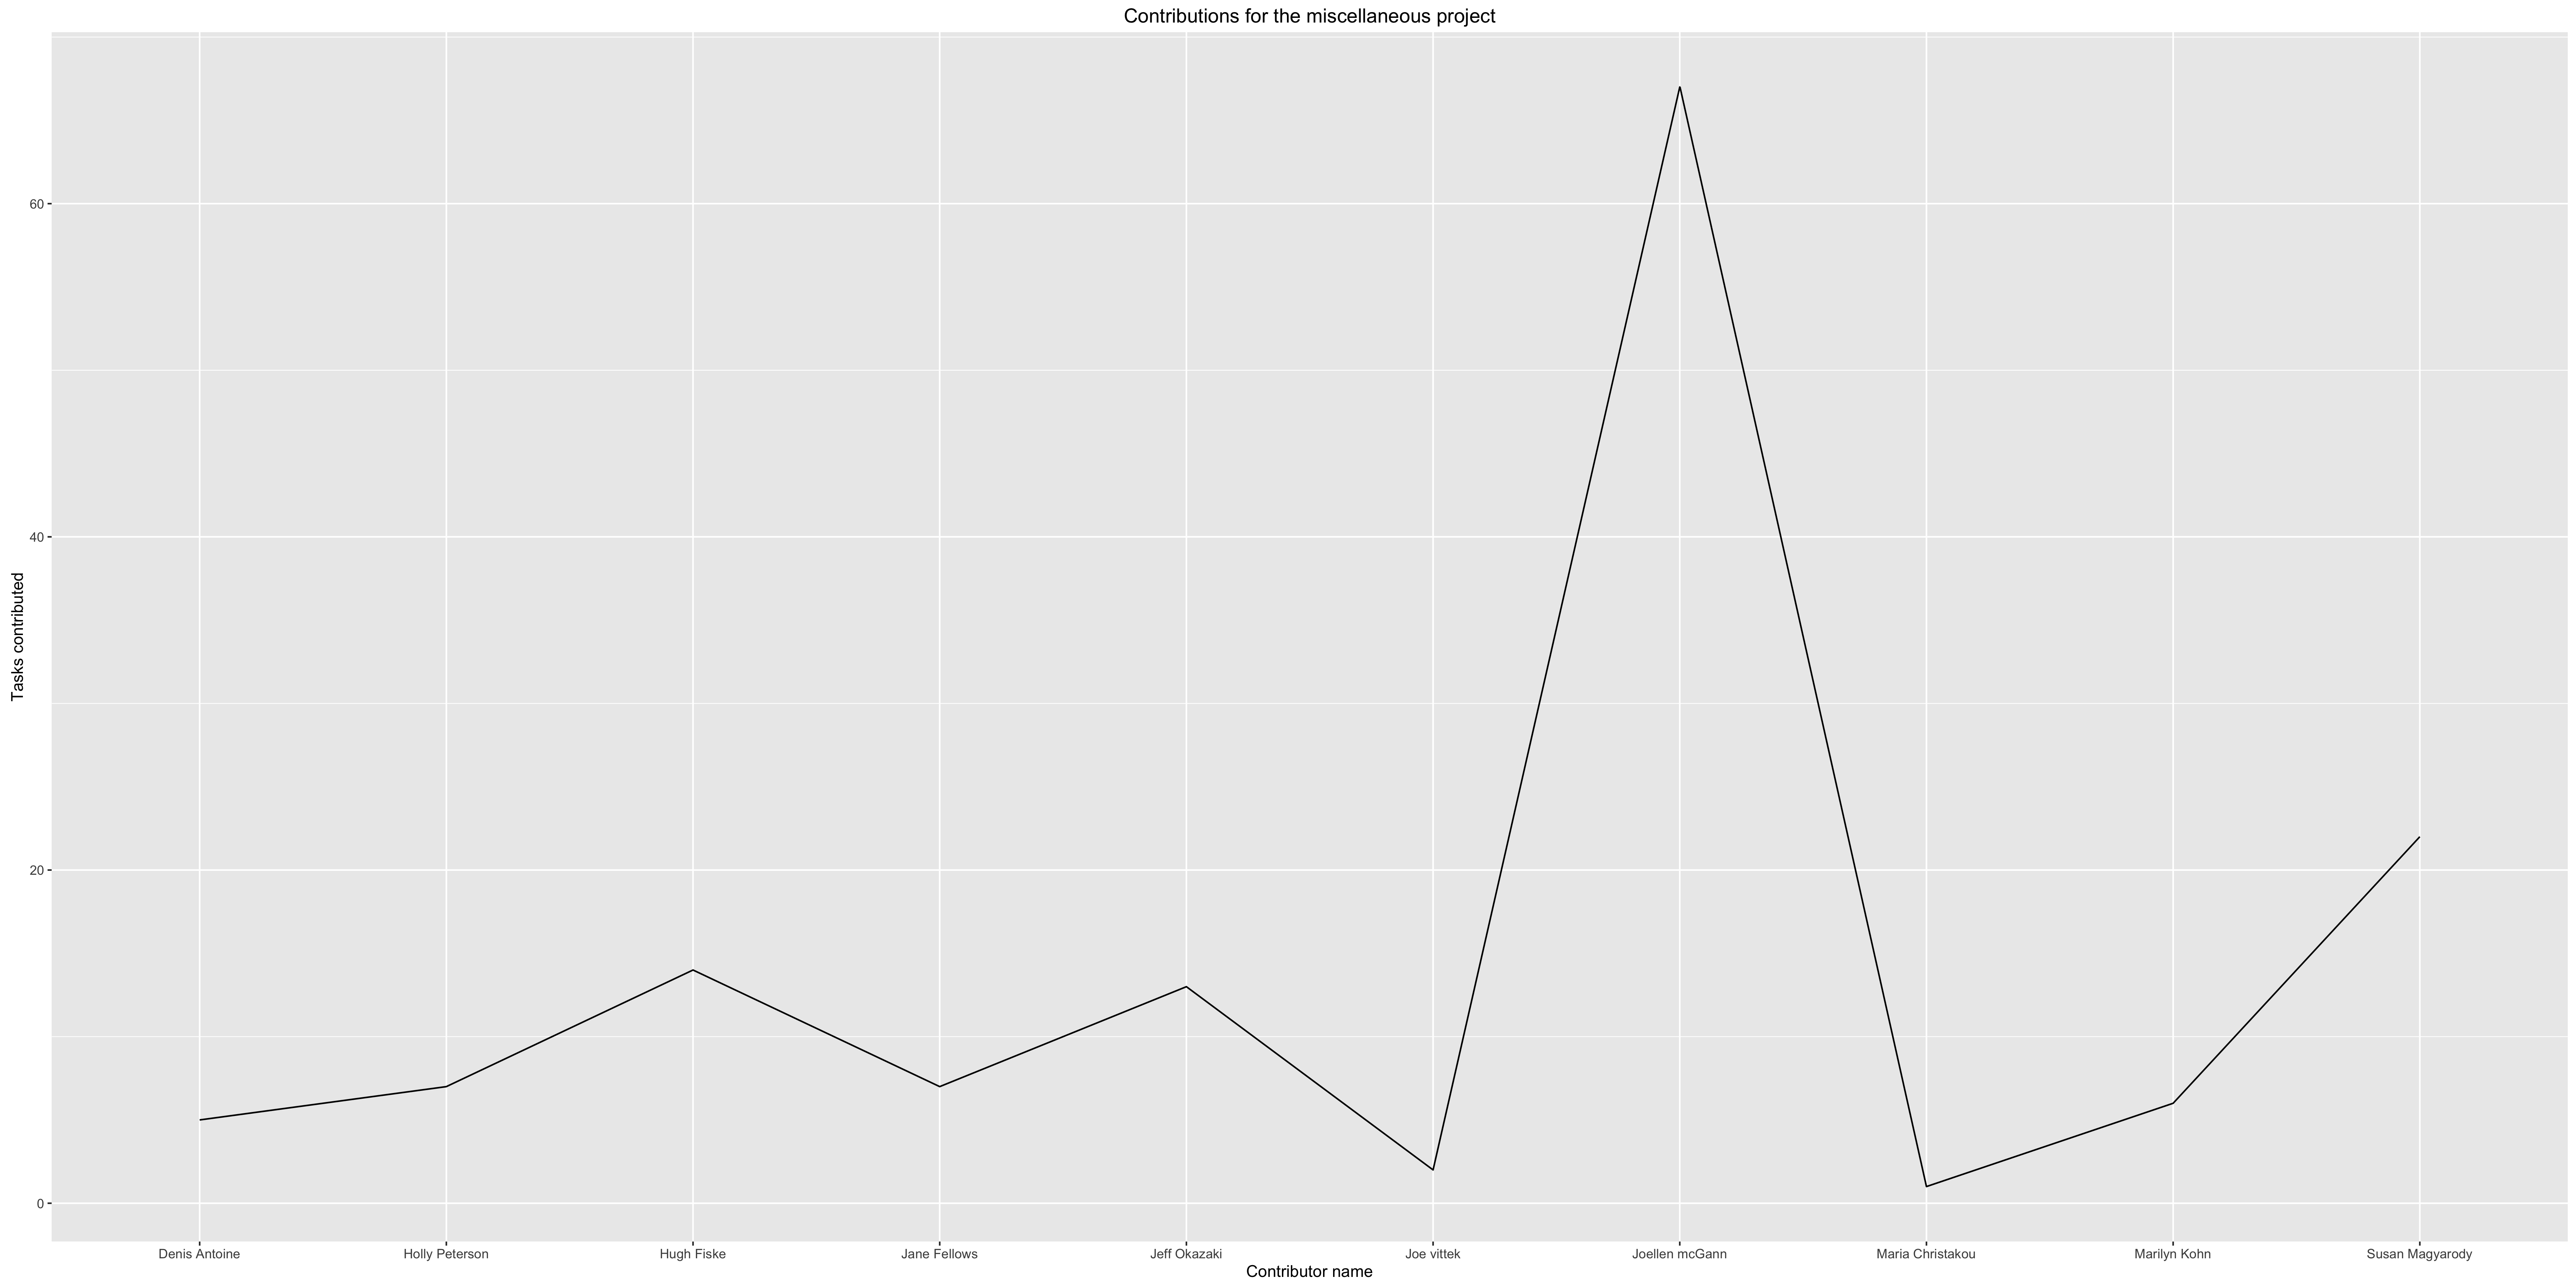 Contributions for the miscellaneous project
Tasks contributed
60
40
20
0
Denis Antoine Holly Peterson Hugh Fiske Jane Fellows Jeff Okazaki Joe vittek Joellen mcGann Maria Christakou Marilyn Kohn Susan Magyarody
Contributor name